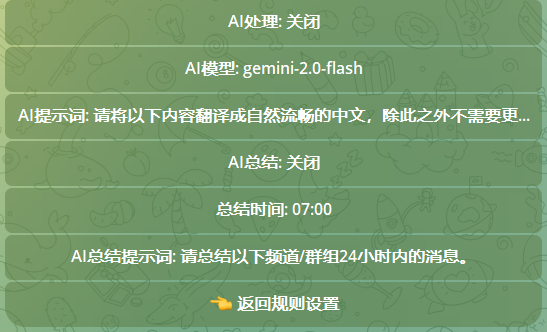 AI处理: 关闭
AI模型: gemini-2.0-flash
AI提示词: 请将以下内容翻译成自然流畅的中文，除此之外不需要更...
AI总结: 关闭
总结时间: 07:00
AI总结提示词: 请总结以下频道/群组24小时内的消息。
👈 返回规则设置